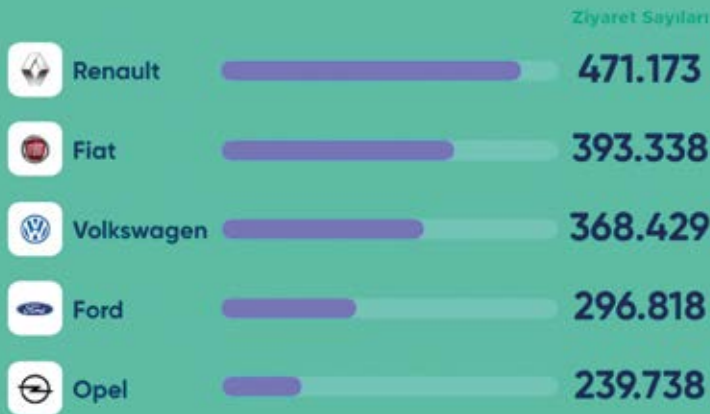 Ziyaret Sayıları
Renault 471.173
Fiat 393.338
Volkswagen 368.429
Ford 296.818
Opel 239.738